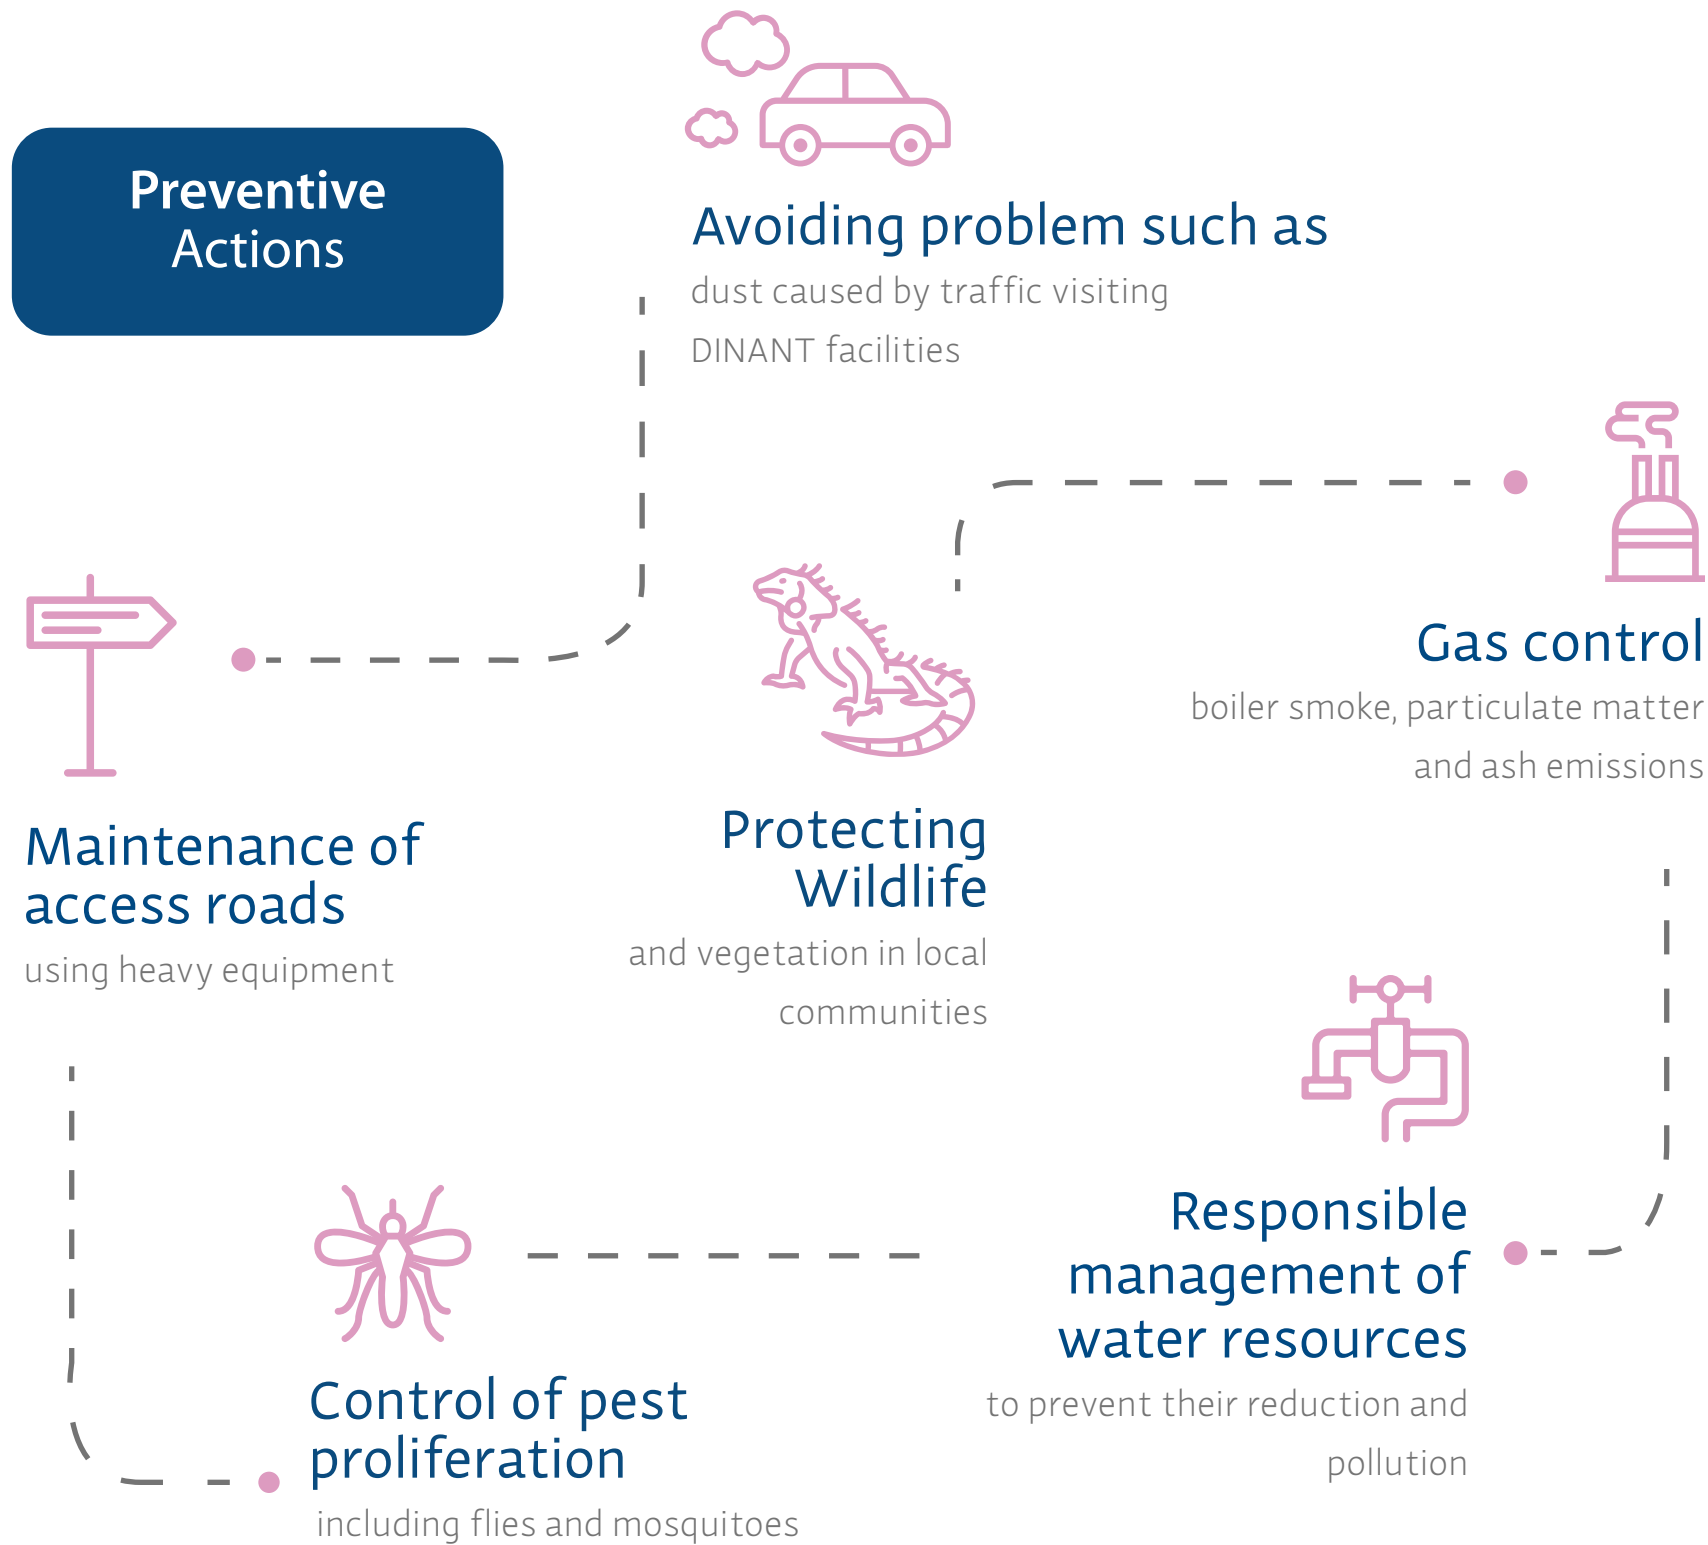 Preventive
Actions
Avoiding problem such as
dust caused by traffic visiting
DINANT facilities
Gas control
boiler smoke, particulate matter
and ash emissions
Maintenance of
access roads
using heavy equipment
Protecting
Wildlife
and vegetation in local
communities
Responsible
management of
water resources
to prevent their reduction and
pollution
Control of pest
proliferation
including flies and mosquitoes